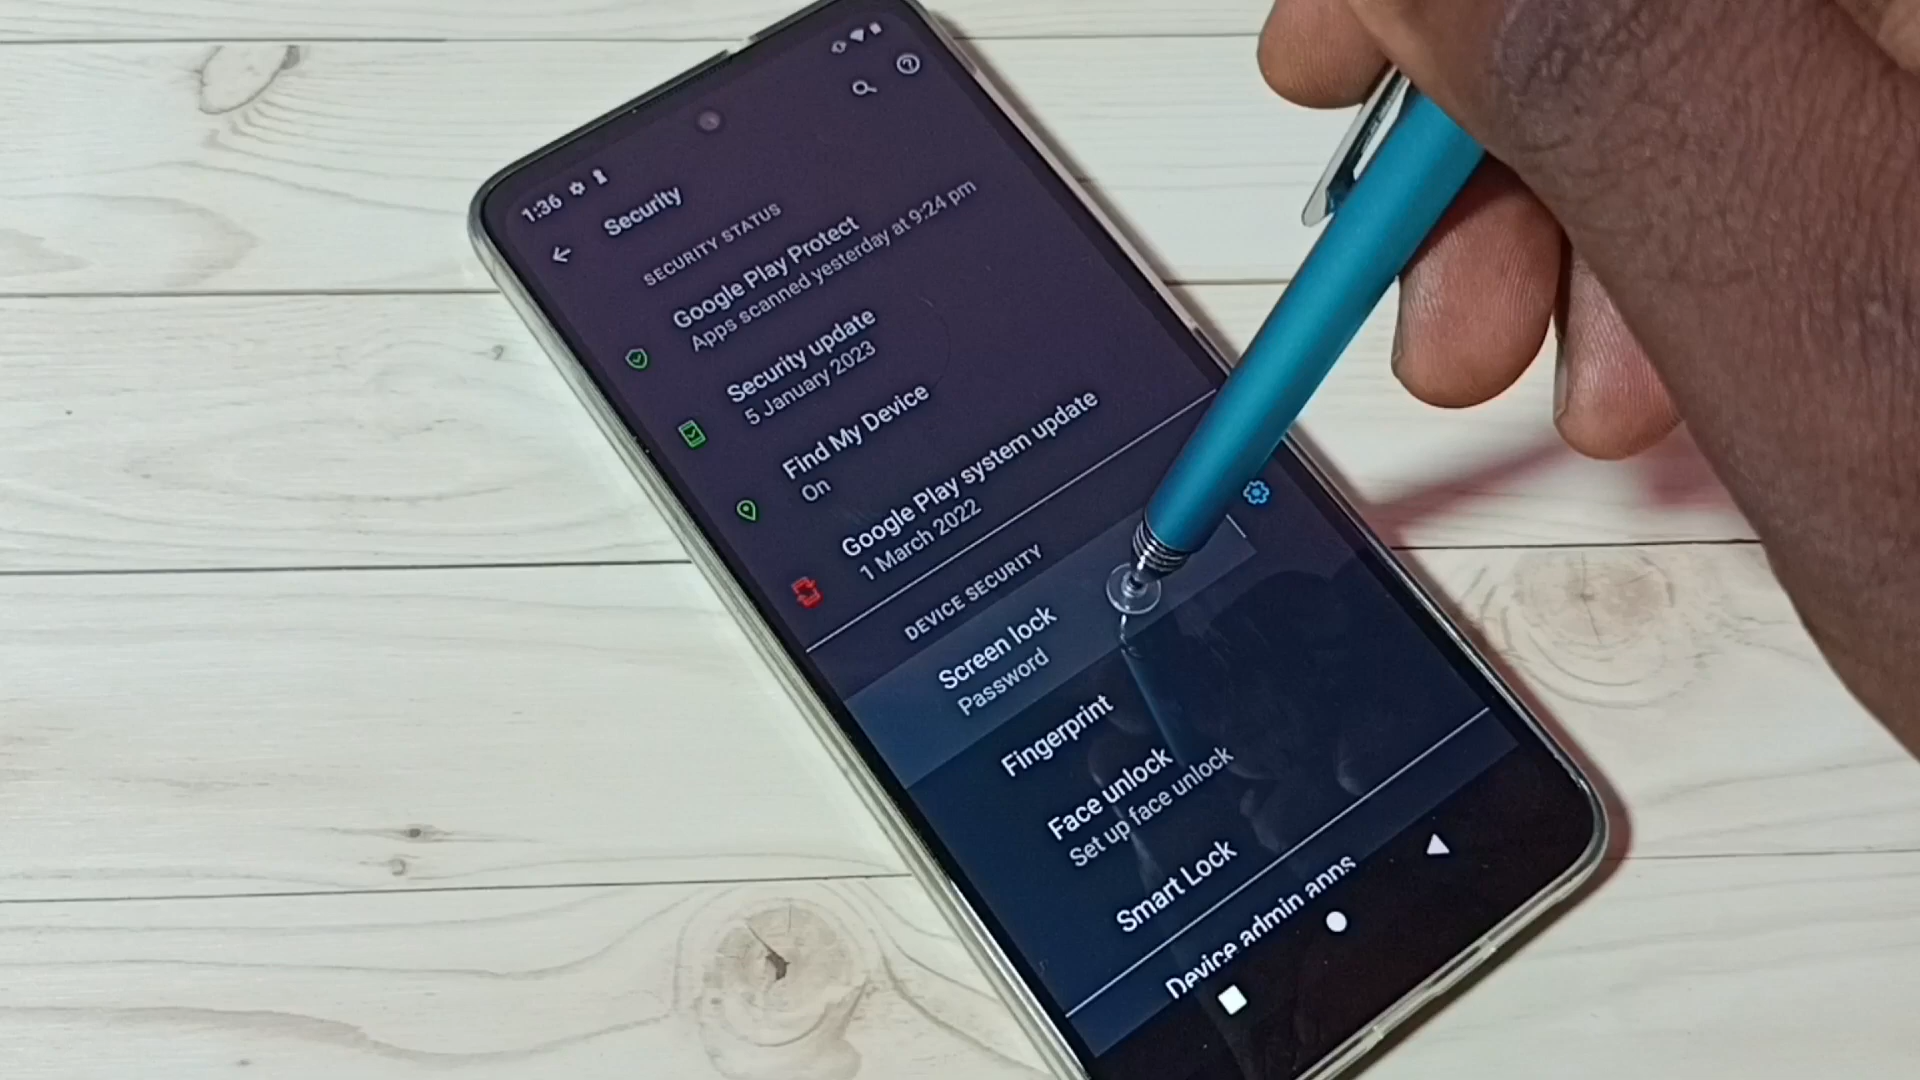 1:36
Security
SECURITY STATUS
Google Play Protect
Apps scanned yesterday at 9:24 pm
Security update
5 January 2023
Find My Device
On
Google Play system update
1 March 2022
DEVICE SECURITY
Screen lock
Password
Fingerprint
Face unlock
Set up face unlock
Smart Lock
Device admin apps